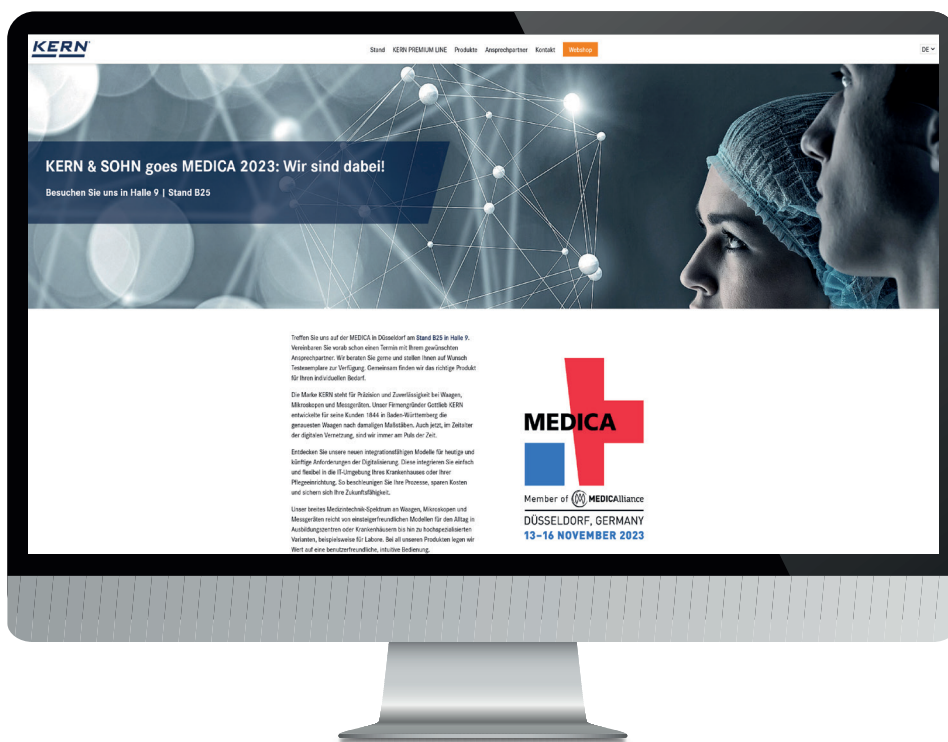 KERN
Stand KERN PREMIUM LINE Produkte Ansprechpartner Kontakt Webshop
DE
KERN & SOHN goes MEDICA 2023: Wir sind dabei!
Besuchen Sie uns in Halle 9 | Stand B25
Treffen Sie uns auf der MEDICA in Düsseldorf am Stand B25 in Halle 9.
Vereinbaren Sie vorab schon einen Termin mit Ihrem gewünschten
Ansprechpartner. Wir beraten Sie gerne und stellen Ihnen auf Wunsch
Testexemplare zur Verfügung. Gemeinsam finden wir das richtige Produkt
für Ihren individuellen Bedarf.
Die Marke KERN steht für Präzision und Zuverlässigkeit bei Waagen,
Mikroskopen und Messgeräten. Unser Firmengründer Gottlieb KERN
entwickelte für seine Kunden 1844 in Baden-Württemberg die
genauesten Waagen nach damaligen Maßstäben. Auch jetzt, im Zeitalter
der digitalen Vernetzung, sind wir immer am Puls der Zeit.
Entdecken Sie unsere neuen integrationsfähigen Modelle für heutige und
künftige Anforderungen der Digitalisierung. Diese integrieren Sie einfach
und flexibel in die IT-Umgebung Ihres Krankenhauses oder Ihrer
Pflegeeinrichtung. So beschleunigen Sie Ihre Prozesse, sparen Kosten
und sichern sich Ihre Zukunftsfähigkeit.
Unser breites Medizintechnik-Spektrum an Waagen, Mikroskopen und
Messgeräten reicht von einsteigerfreundlichen Modellen für den Alltag in
Ausbildungszentren oder Krankenhäusern bis hin zu hochspezialisierten
Varianten, beispielsweise für Labore. Bei all unseren Produkten legen wir
Wert auf eine benutzerfreundliche, intuitive Bedienung.
MEDICA
Member of MEDICAlliance
DÜSSELDORF, GERMANY
13–16 NOVEMBER 2023